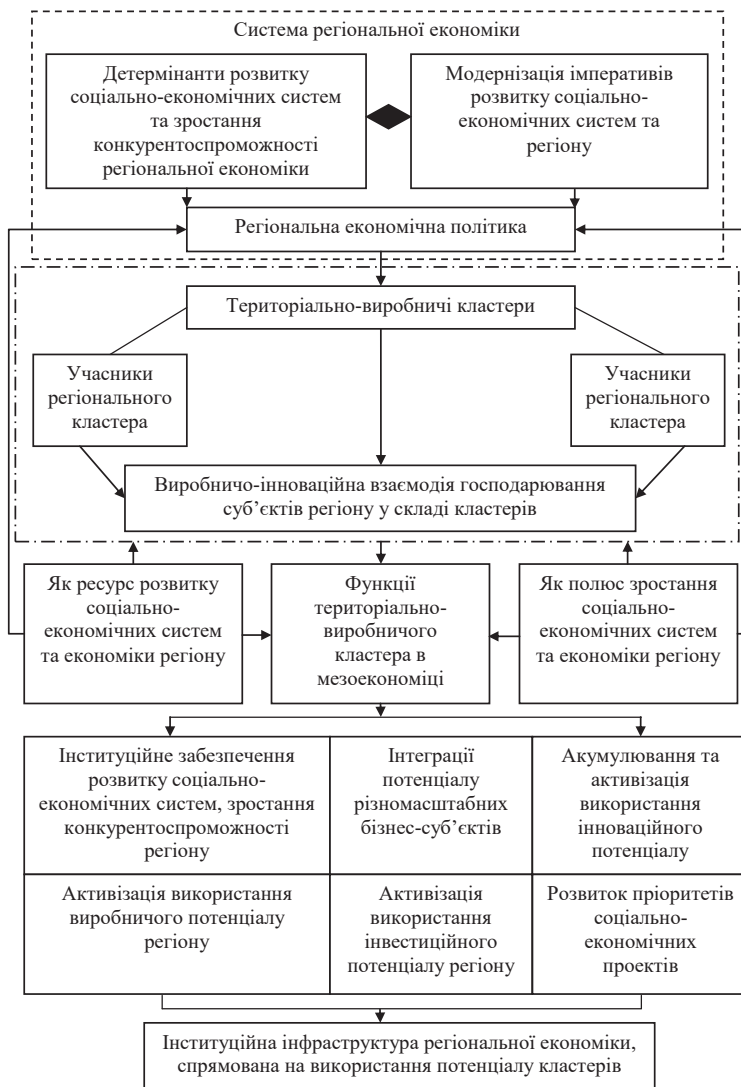 Система регіональної економіки
Детермінанти розвитку
соціально-економічних систем
та зростання
конкурентоспроможності
регіональної економіки
Модернізація імперативів
розвитку соціально-
економічних систем та
регіону
Регіональна економічна політика
Територіально-виробничі кластери
Учасники
регіонального
кластера
Учасники
регіонального
кластера
Виробничо-інноваційна взаємодія господарювання
суб’єктів регіону у складі кластерів
Як ресурс розвитку
соціально-
економічних систем
та економіки регіону
Функції
територіально-
виробничого
кластера в
мезоекономіці
Як полюс зростання
соціально-
економічних систем
та економіки регіону
Інституційне забезпечення
розвитку соціально-
економічних систем, зростання
конкурентоспроможності
регіону
Інтеграції
потенціалу
різномасштабних
бізнес-суб’єктів
Акумулювання та
активізація
використання
інноваційного
потенціалу
Активізація використання
виробничого потенціалу
регіону
Активізація
використання
інвестиційного
потенціалу регіону
Розвиток пріоритетів
соціально-
економічних
проектів
Інституційна інфраструктура регіональної економіки,
спрямована на використання потенціалу кластерів